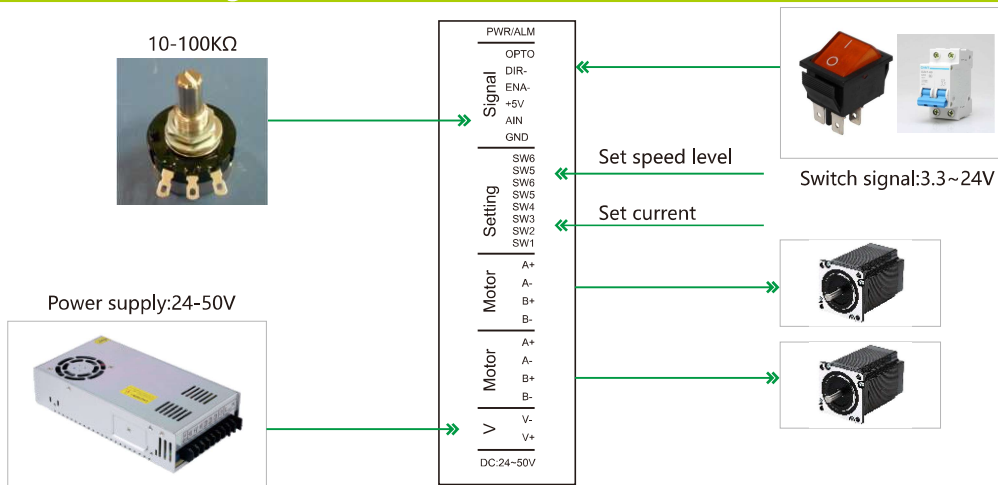 10-100KΩ
PWR/ALM
Signal
OPTO
DIR-
ENA-
+5V
AIN
GND
Setting
SW6
SW5
SW6
SW5
SW4
SW3
SW2
SW1
Set speed level
Set current
Switch signal:3.3~24V
Motor
A+
A-
B+
B-
Motor
A+
A-
B+
B-
Power supply:24-50V
V
V-
V+
DC:24~50V